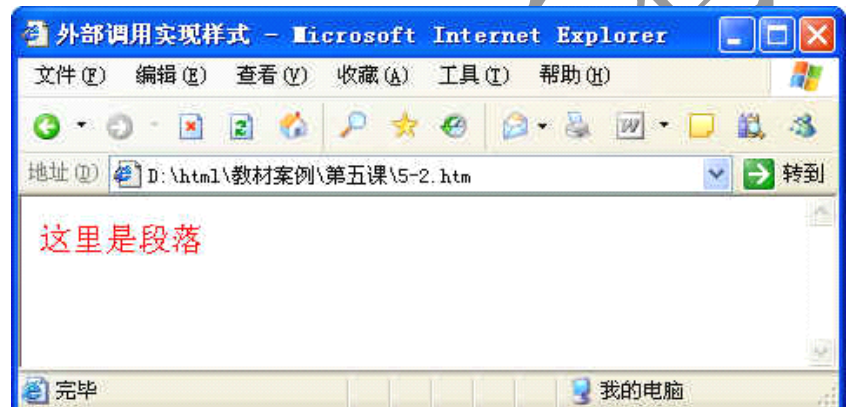 外部调用实现样式 - Microsoft Internet Explorer
文件(F) 编辑(E) 查看(V) 收藏(A) 工具(T) 帮助(H)
地址(D) D:\html\教材案例\第五课\5-2.htm 转到
这里是段落
完毕 我的电脑